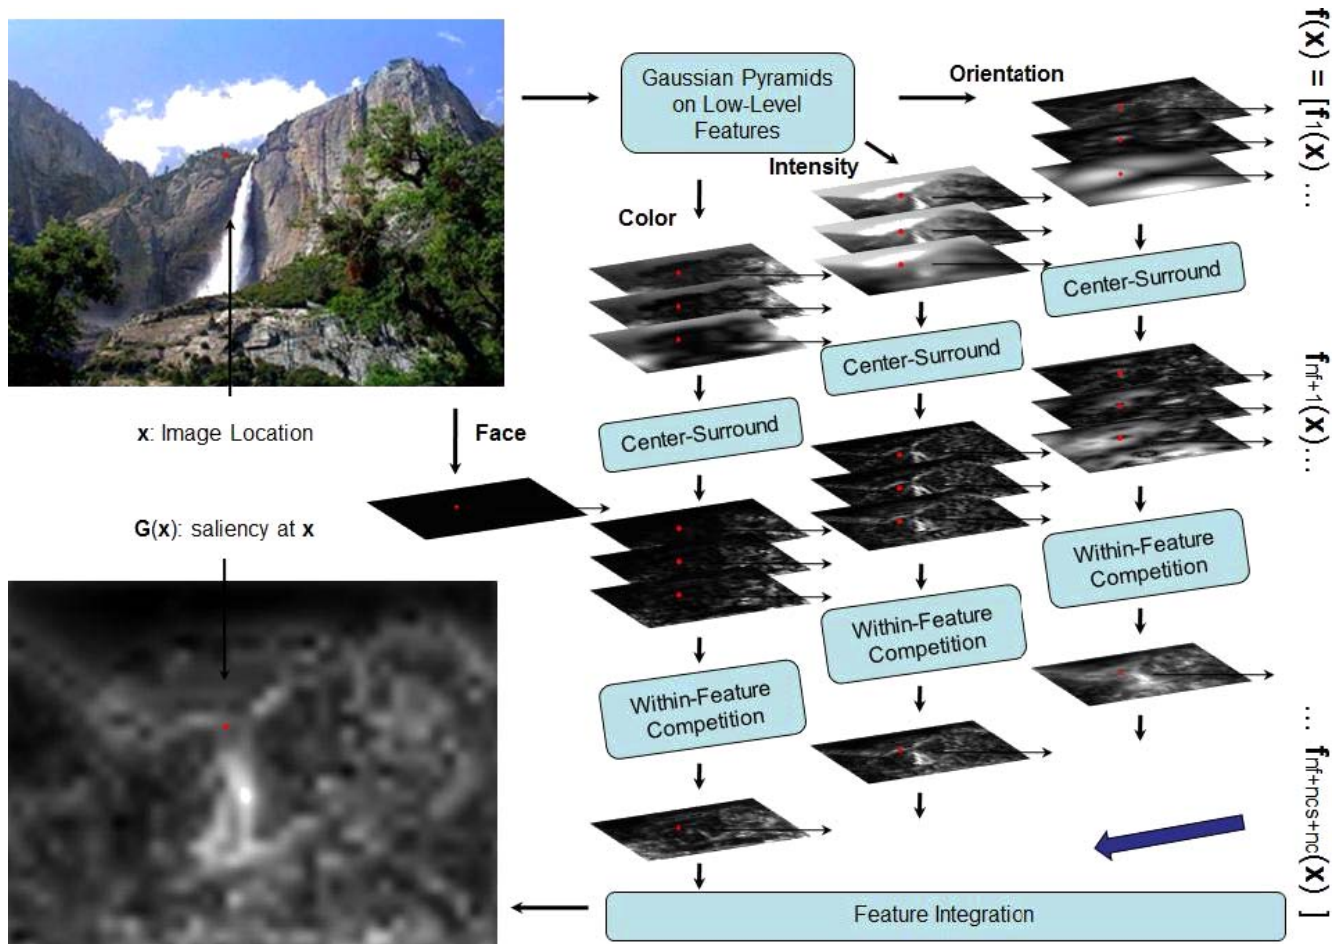 Gaussian Pyramids
on Low-Level
Features
Orientation
Intensity
Color
Center-Surround
Center-Surround
Center-Surround
x: Image Location
Face
G(x): saliency at x
Within-Feature
Competition
Within-Feature
Competition
Within-Feature
Competition
Feature Integration
f(x) = [f1(x) ...
fnf+1(x)...
... fnf+ncs+nc(x) ]